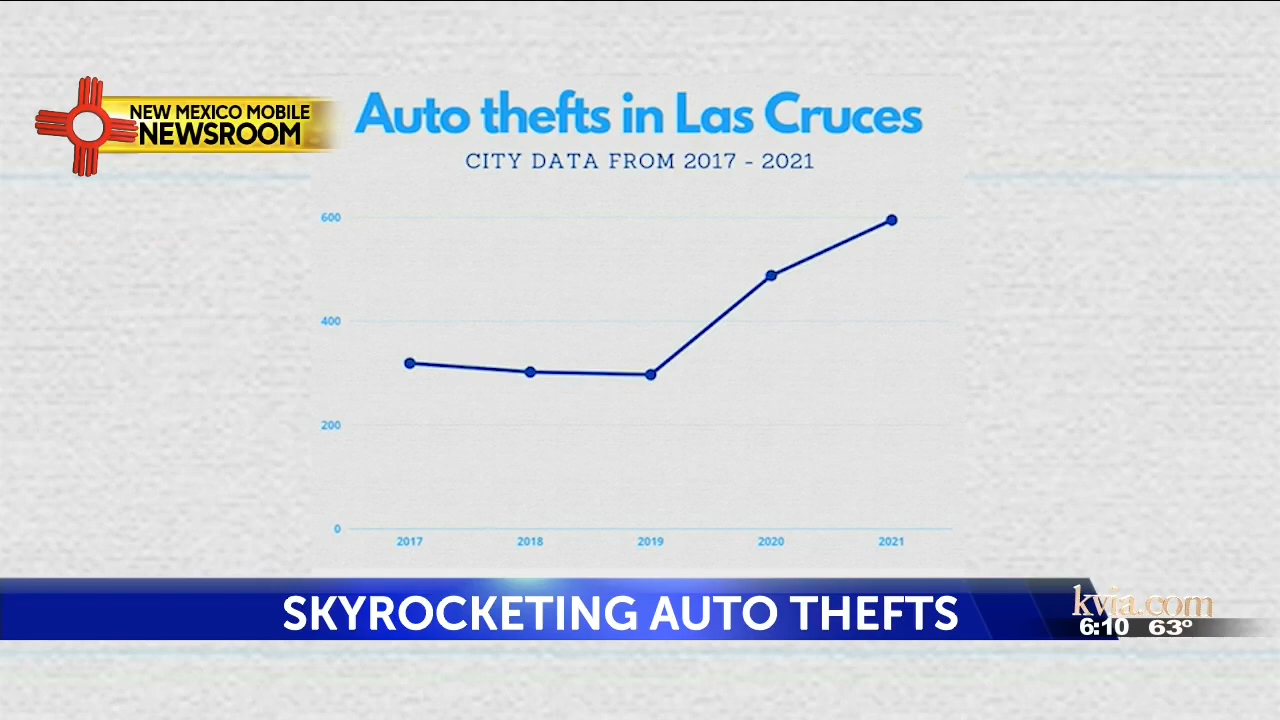 NEW MEXICO MOBILE
NEWSROOM
Auto thefts in Las Cruces
CITY DATA FROM 2017 - 2021
600
400
200
0
2017 2018 2019 2020 2021
SKYROCKETING AUTO THEFTS
kvia.com
6:10 63º